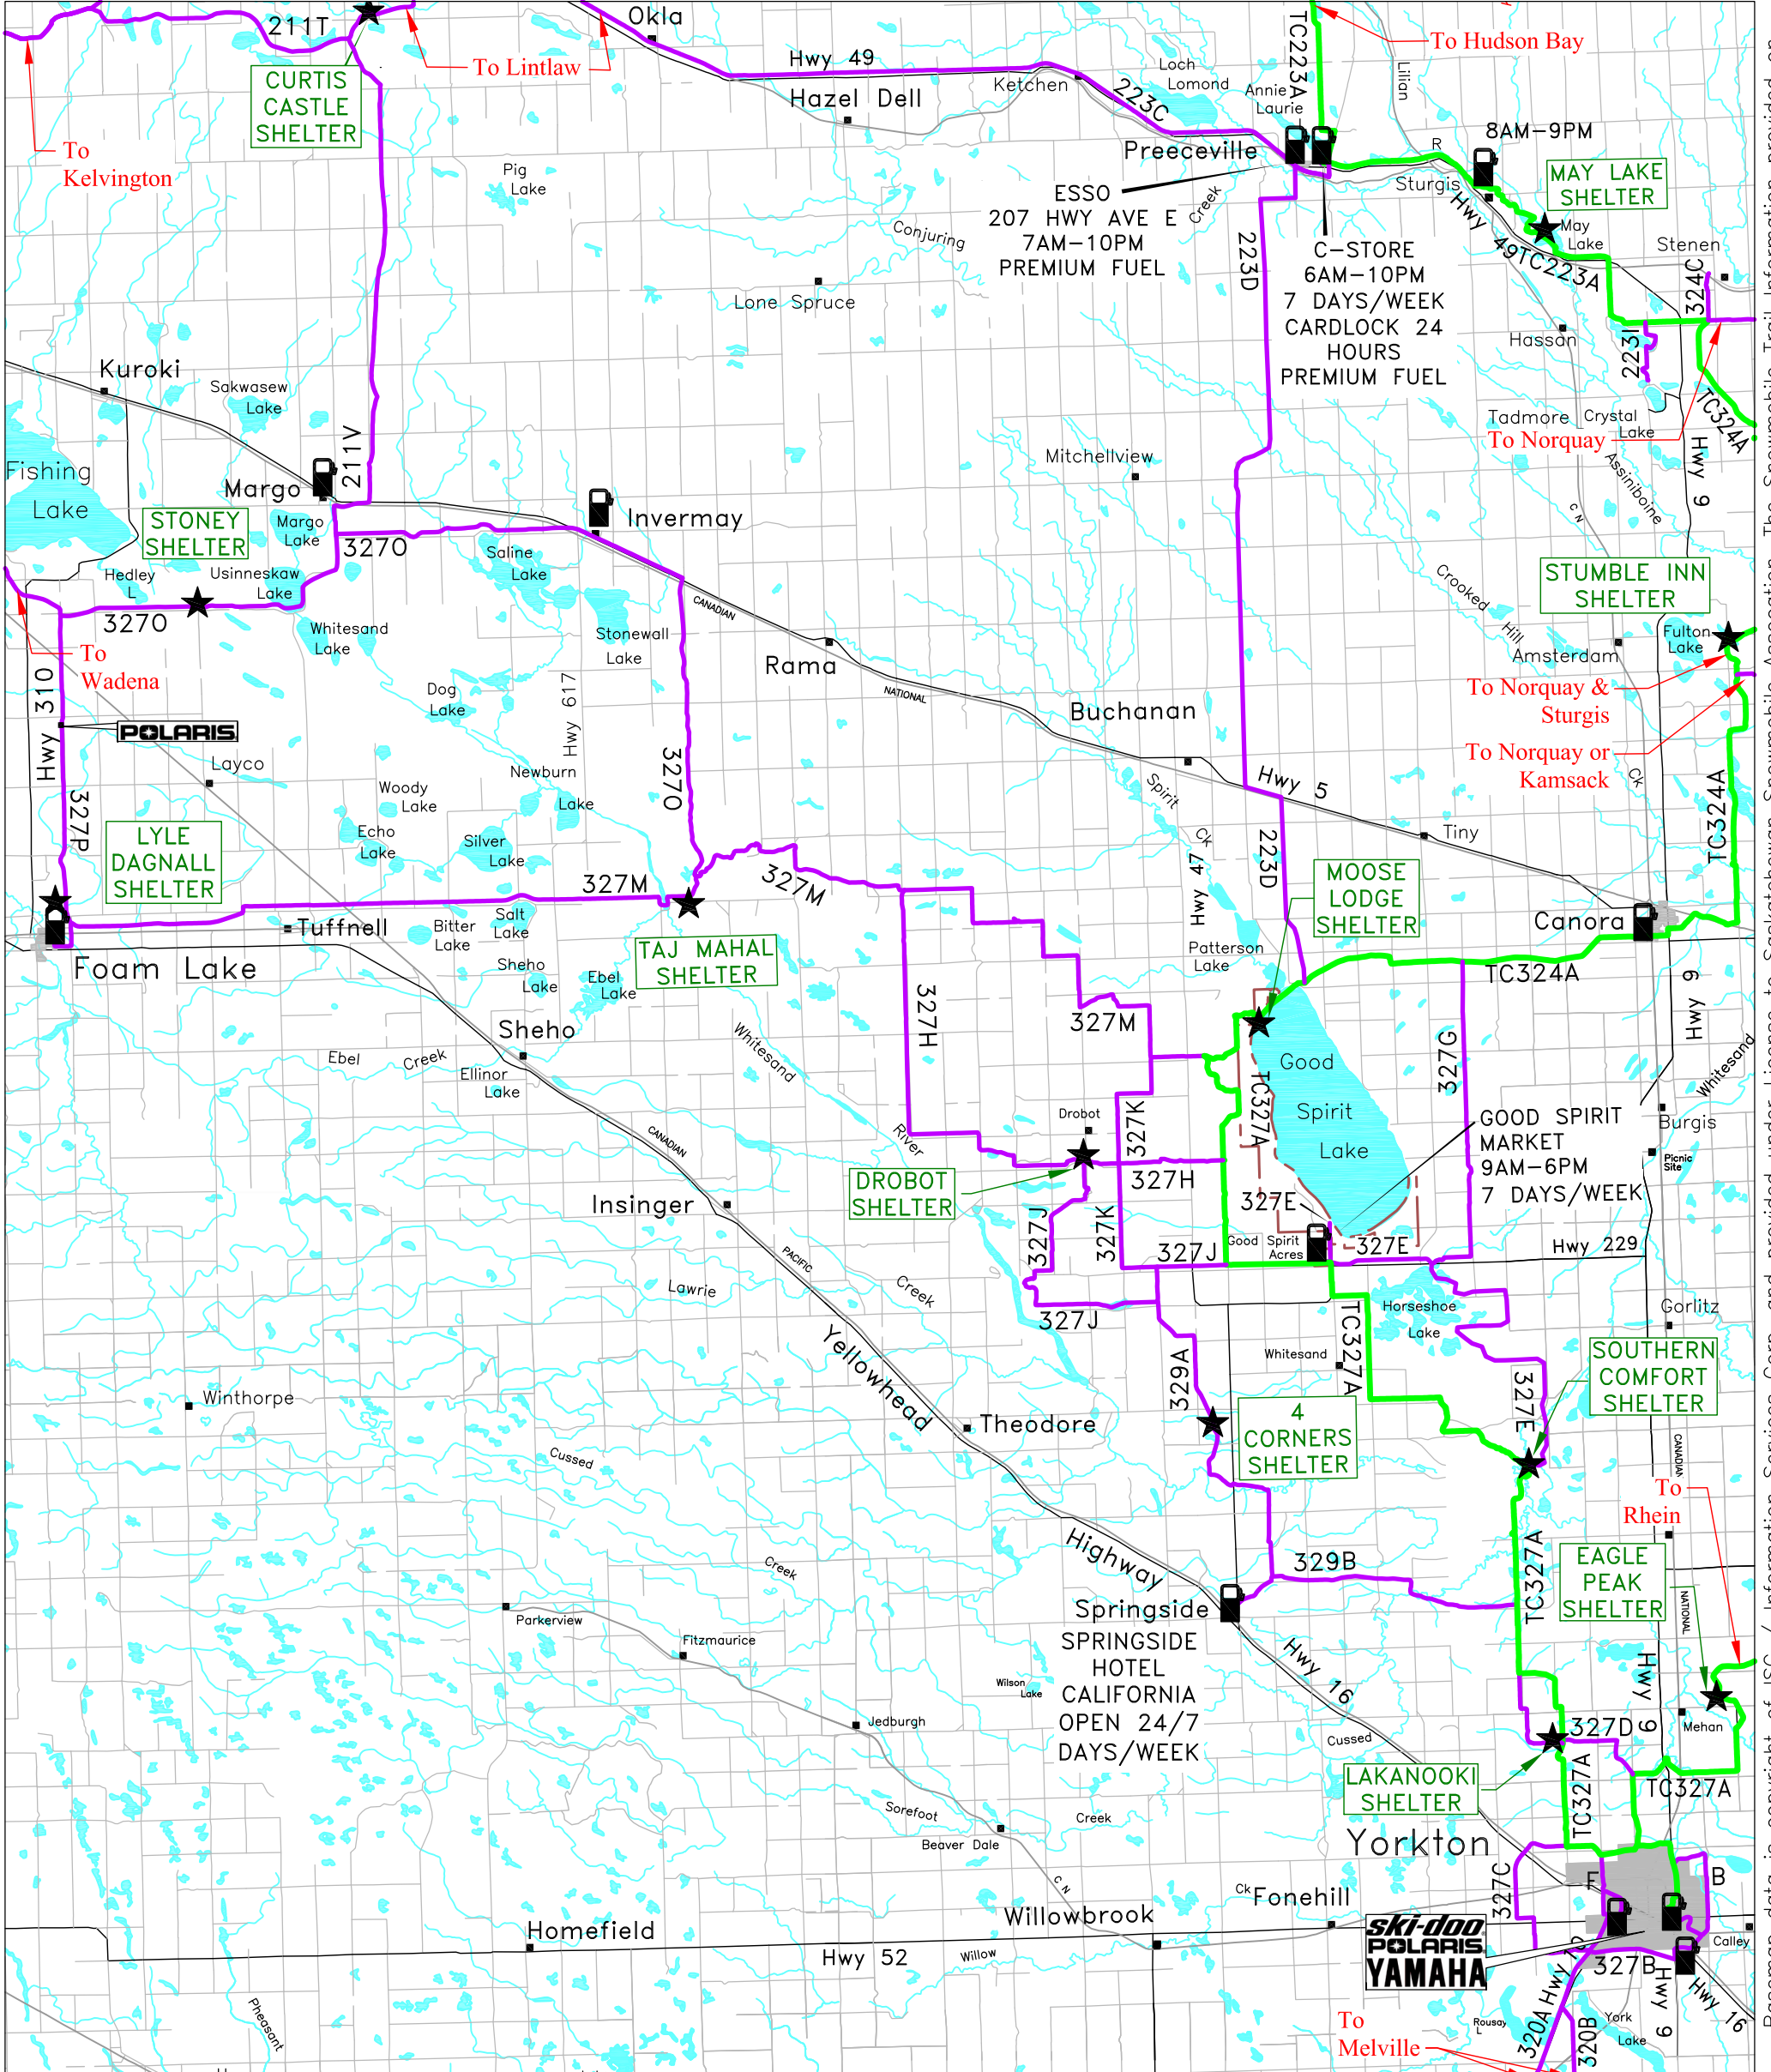 211T
CURTIS
CASTLE
SHELTER
To Lintlaw
To
Kelvington
Okla
Hwy 49
Hazel Dell
Ketchen
223C
Loch
Lomond
Annie
Laurie
TC223A
To Hudson Bay
Lilian
R
8AM-9PM
Preeceville
Sturgis
MAY LAKE
SHELTER
May
Lake
Stenen
Hwy 49
TC223A
324C
Pig
Lake
Conjuring
Creek
Lone Spruce
ESSO
207 HWY AVE E
7AM-10PM
PREMIUM FUEL
223D
C-STORE
6AM-10PM
7 DAYS/WEEK
CARDLOCK 24
HOURS
PREMIUM FUEL
Hassan
223I
TC324A
Tadmore
Crystal
Lake
To Norquay
Hwy 9
Assiniboine
C N
Kuroki
Sakwasew
Lake
Fishing
Lake
Margo
211V
Mitchellview
STONEY
SHELTER
Margo
Lake
3270
Invermay
Saline
Lake
Hedley
L
Usinneskaw
Lake
3270
Whitesand
Lake
Stonewall
Lake
CANADIAN
Rama
NATIONAL
Buchanan
Crooked
Hill
STUMBLE INN
SHELTER
Fulton
Lake
Amsterdam
To Norquay &
Sturgis
To Norquay or
Kamsack
Ck
To
Wadena
Hwy 310
POLARIS
Layco
Dog
Lake
Hwy 617
Newburn
Lake
Woody
Lake
Echo
Lake
Silver
Lake
3270
327P
LYLE
DAGNALL
SHELTER
327M
327M
Spirit
Ck
Hwy 47
Hwy 5
223D
Tiny
TC324A
MOOSE
LODGE
SHELTER
Canora
TC324A
Tuffnell
Bitter
Lake
Salt
Lake
Foam Lake
Sheho
Lake
Ebel
Lake
TAJ MAHAL
SHELTER
Patterson
Lake
Sheho
Ebel
Creek
Ellinor
Lake
Whitesand
River
327H
327M
327G
Hwy 9
Whitesand
Good
Spirit
Lake
TC327A
Drobot
327K
GOOD SPIRIT
MARKET
9AM-6PM
7 DAYS/WEEK
Burgis
Picnic
Site
CANADIAN
DROBOT
SHELTER
327H
327E
Insinger
327J
327K
327J
Good Spirit
Acres
327E
Hwy 229
PACIFIC
Lawrie
Creek
327J
TC327A
Horseshoe
Lake
Gorlitz
Yellowhead
Highway
Whitesand
SOUTHERN
COMFORT
SHELTER
327E
Winthorpe
329A
4
CORNERS
SHELTER
Theodore
Cussed
Creek
CANADIAN
To
Rhein
329B
TC327A
EAGLE
PEAK
SHELTER
NATIONAL
Parkerview
Fitzmaurice
Springside
SPRINGSIDE
HOTEL
CALIFORNIA
OPEN 24/7
DAYS/WEEK
Hwy 16
Wilson
Lake
Jedburgh
Cussed
Hwy 9
Mehan
327D
LAKANOOKI
SHELTER
TC327A
TC327A
Sorefoot
Creek
Beaver Dale
Yorkton
327C
F
B
C N
Ck
Fonehill
Willowbrook
Homefield
Hwy 52
Willow
ski-doo
POLARIS
YAMAHA
Calley
327B
Hwy 16
Hwy 9
Hwy 10
320A
320B
York
Lake
Rousay
L
To
Melville
Pheasant